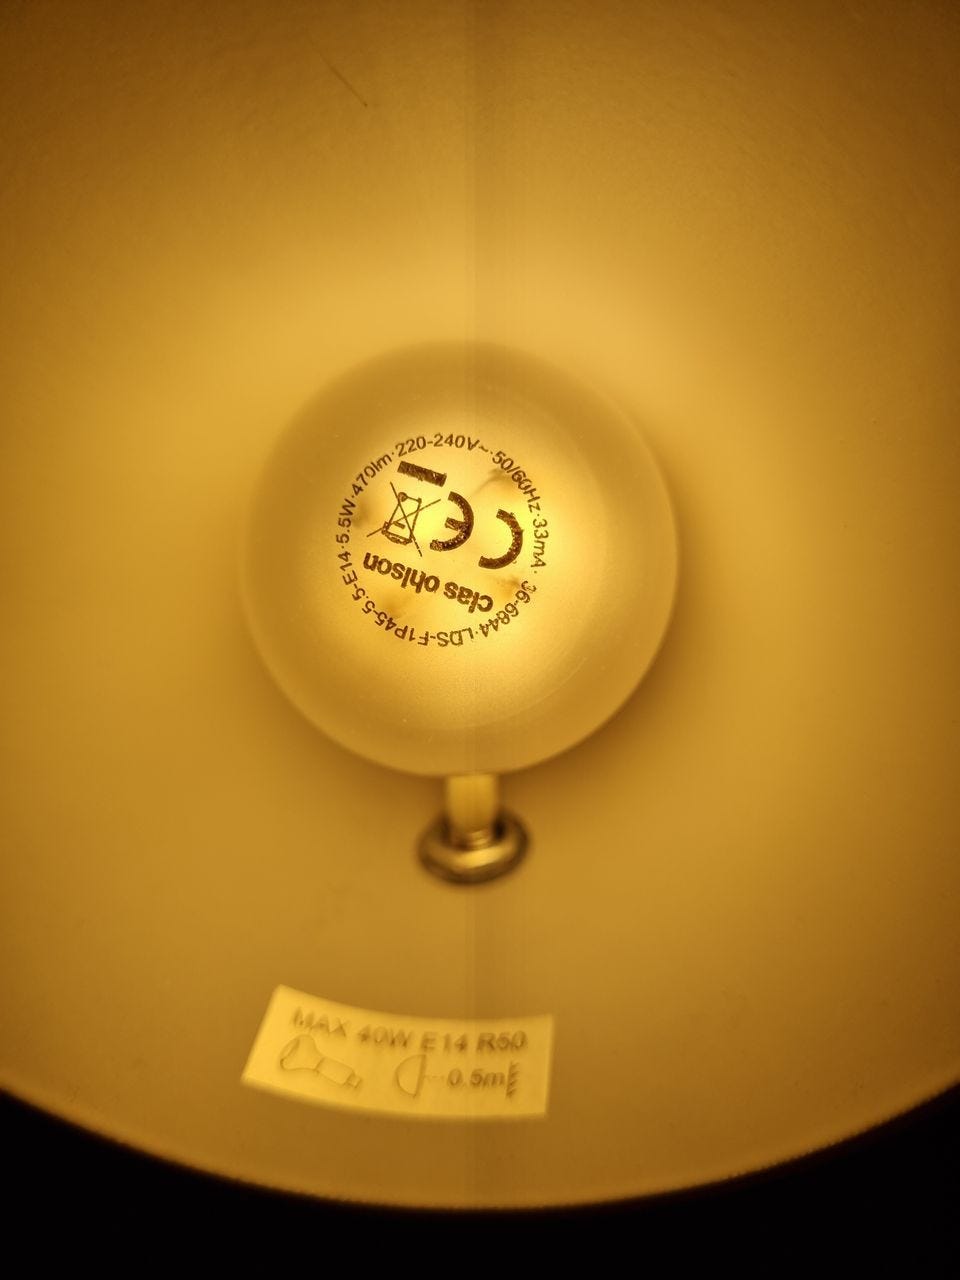 clas ohlson
CE
36-6844·LDS-F1P45-5.5-E14·5.5W·470lm·220-240V~·50/60Hz·33mA·
MAX 40W E14 R50
0.5m